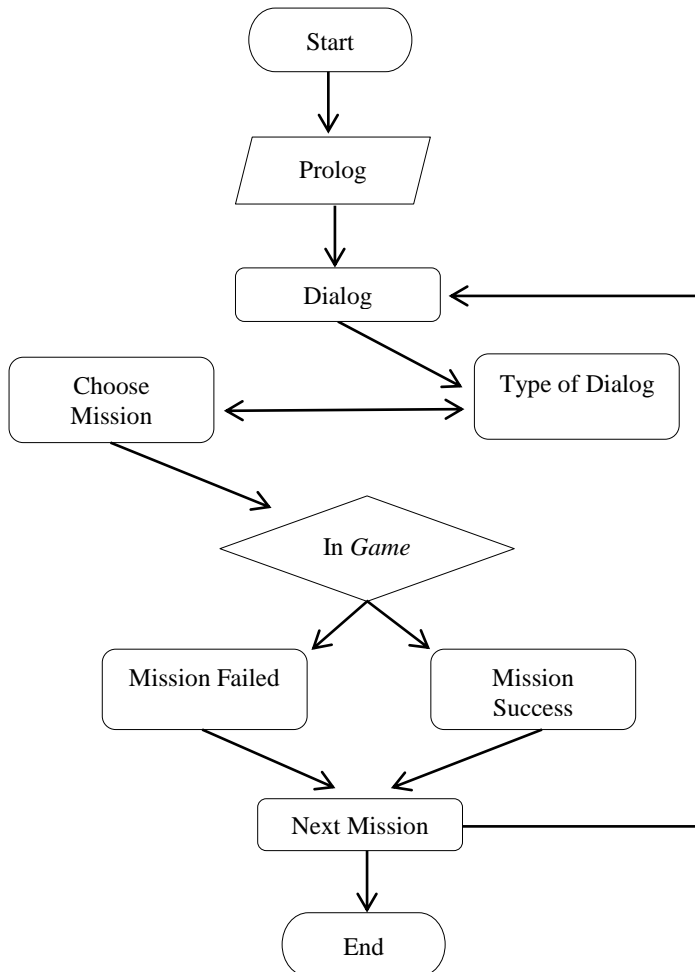 Start
Prolog
Dialog
Choose
Mission
Type of Dialog
In Game
Mission Failed
Mission
Success
Next Mission
End